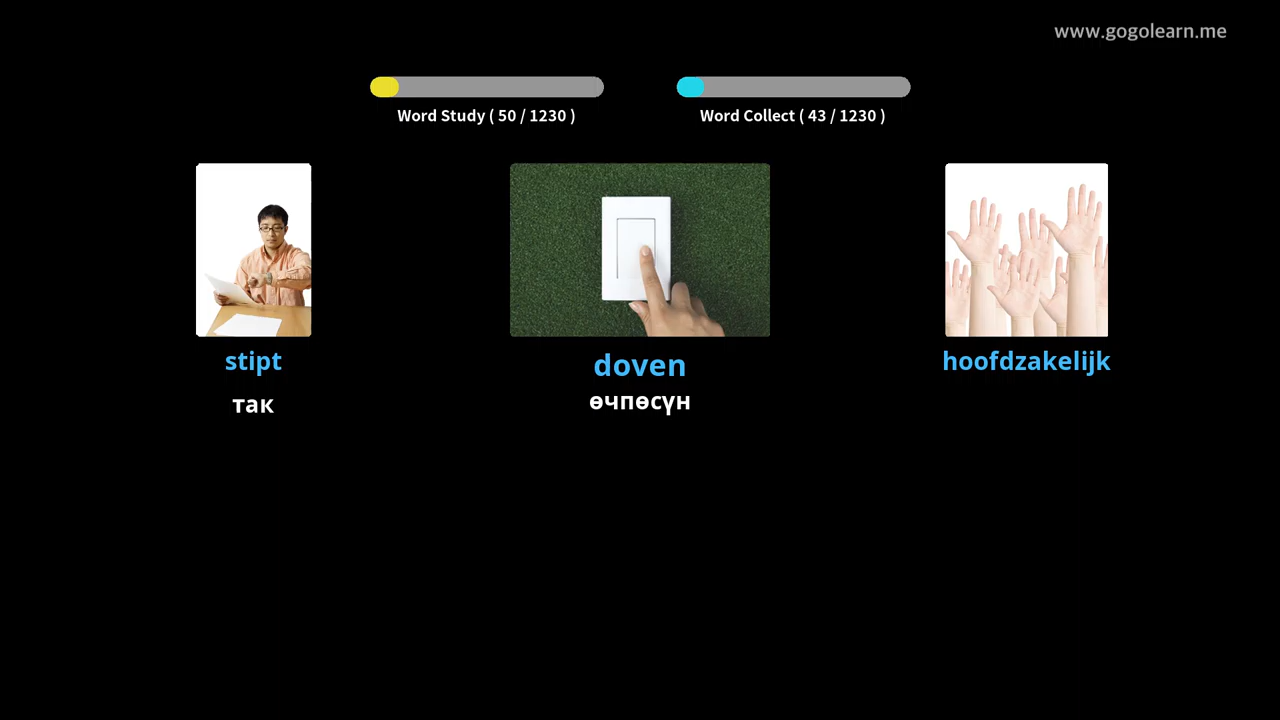 www.gogolearn.me
Word Study ( 50 / 1230 )
Word Collect ( 43 / 1230 )
stipt
так
doven
өчпөсүн
hoofdzakelijk